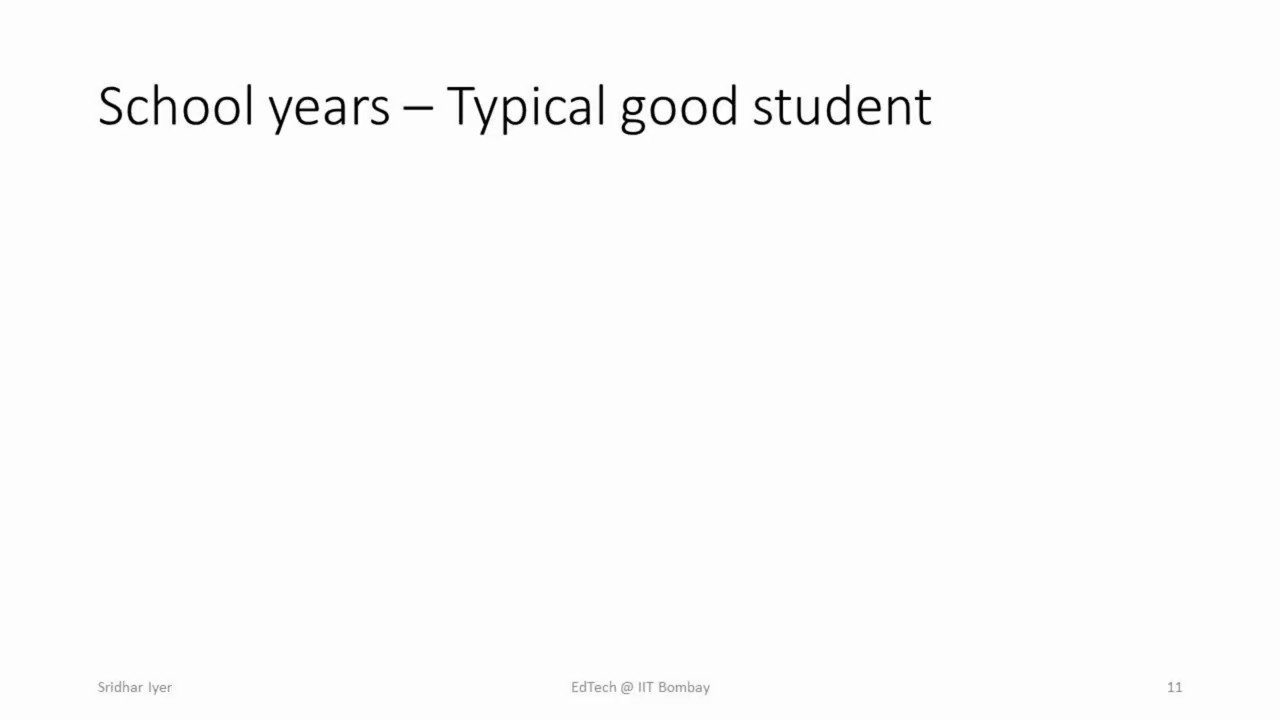 School years – Typical good student
Sridhar Iyer
EdTech @ IIT Bombay
11